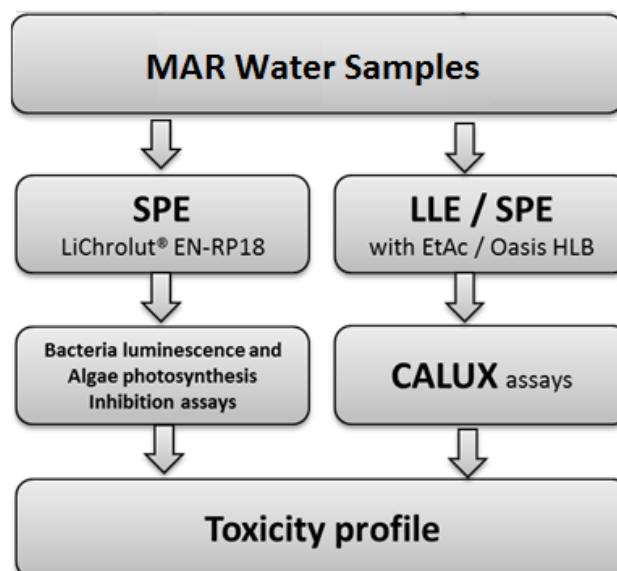 MAR Water Samples
SPE
LiChrolut® EN-RP18
LLE / SPE
with EtAc / Oasis HLB
Bacteria luminescence and
Algae photosynthesis
Inhibition assays
CALUX assays
Toxicity profile